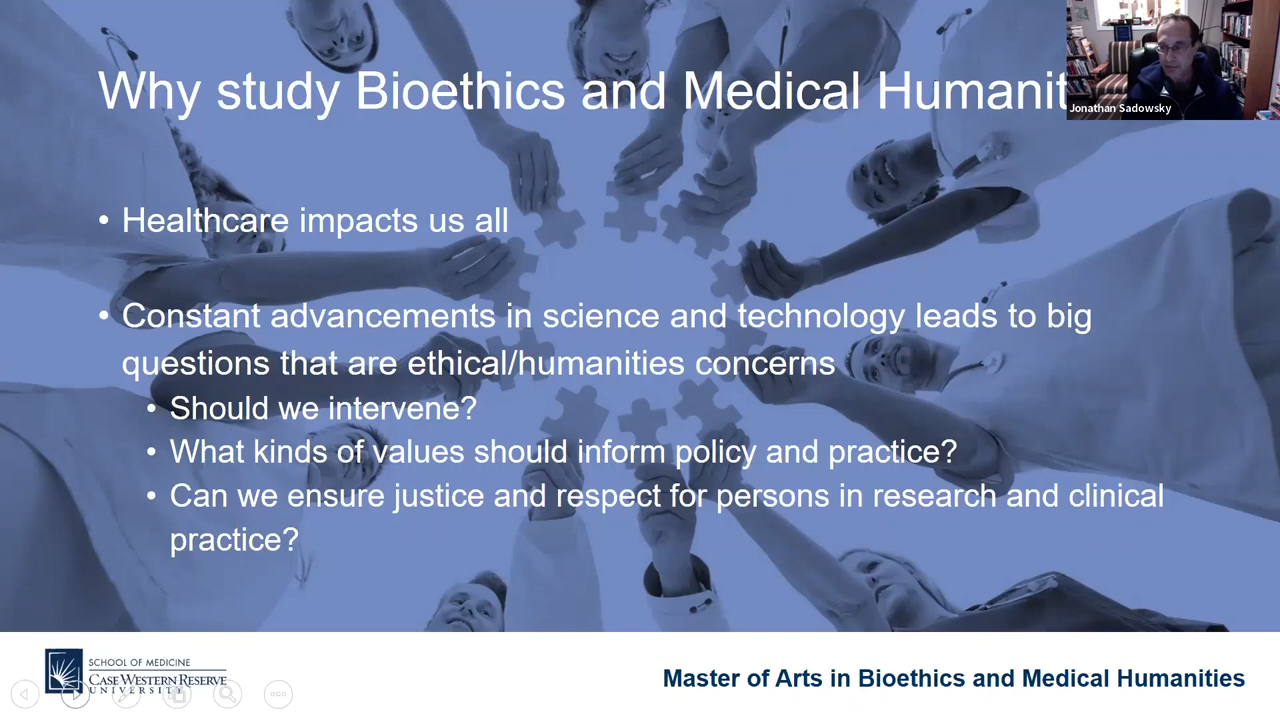 Why study Bioethics and Medical Humanit
Jonathan Sadowsky
• Healthcare impacts us all
• Constant advancements in science and technology leads to big
questions that are ethical/humanities concerns
• Should we intervene?
• What kinds of values should inform policy and practice?
• Can we ensure justice and respect for persons in research and clinical
practice?
SCHOOL OF MEDICINE
CASE WESTERN RESERVE
UNIVERSITY
Master of Arts in Bioethics and Medical Humanities